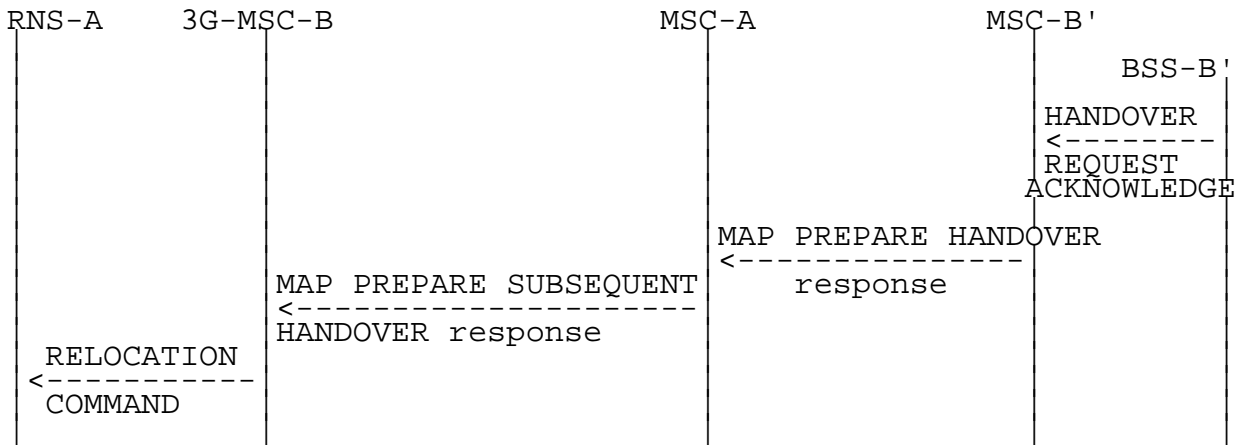 RNS-A 3G-MSC-B MSC-A MSC-B'
BSS-B'
HANDOVER
REQUEST
ACKNOWLEDGE
MAP PREPARE HANDOVER
response
MAP PREPARE SUBSEQUENT
HANDOVER response
RELOCATION
COMMAND